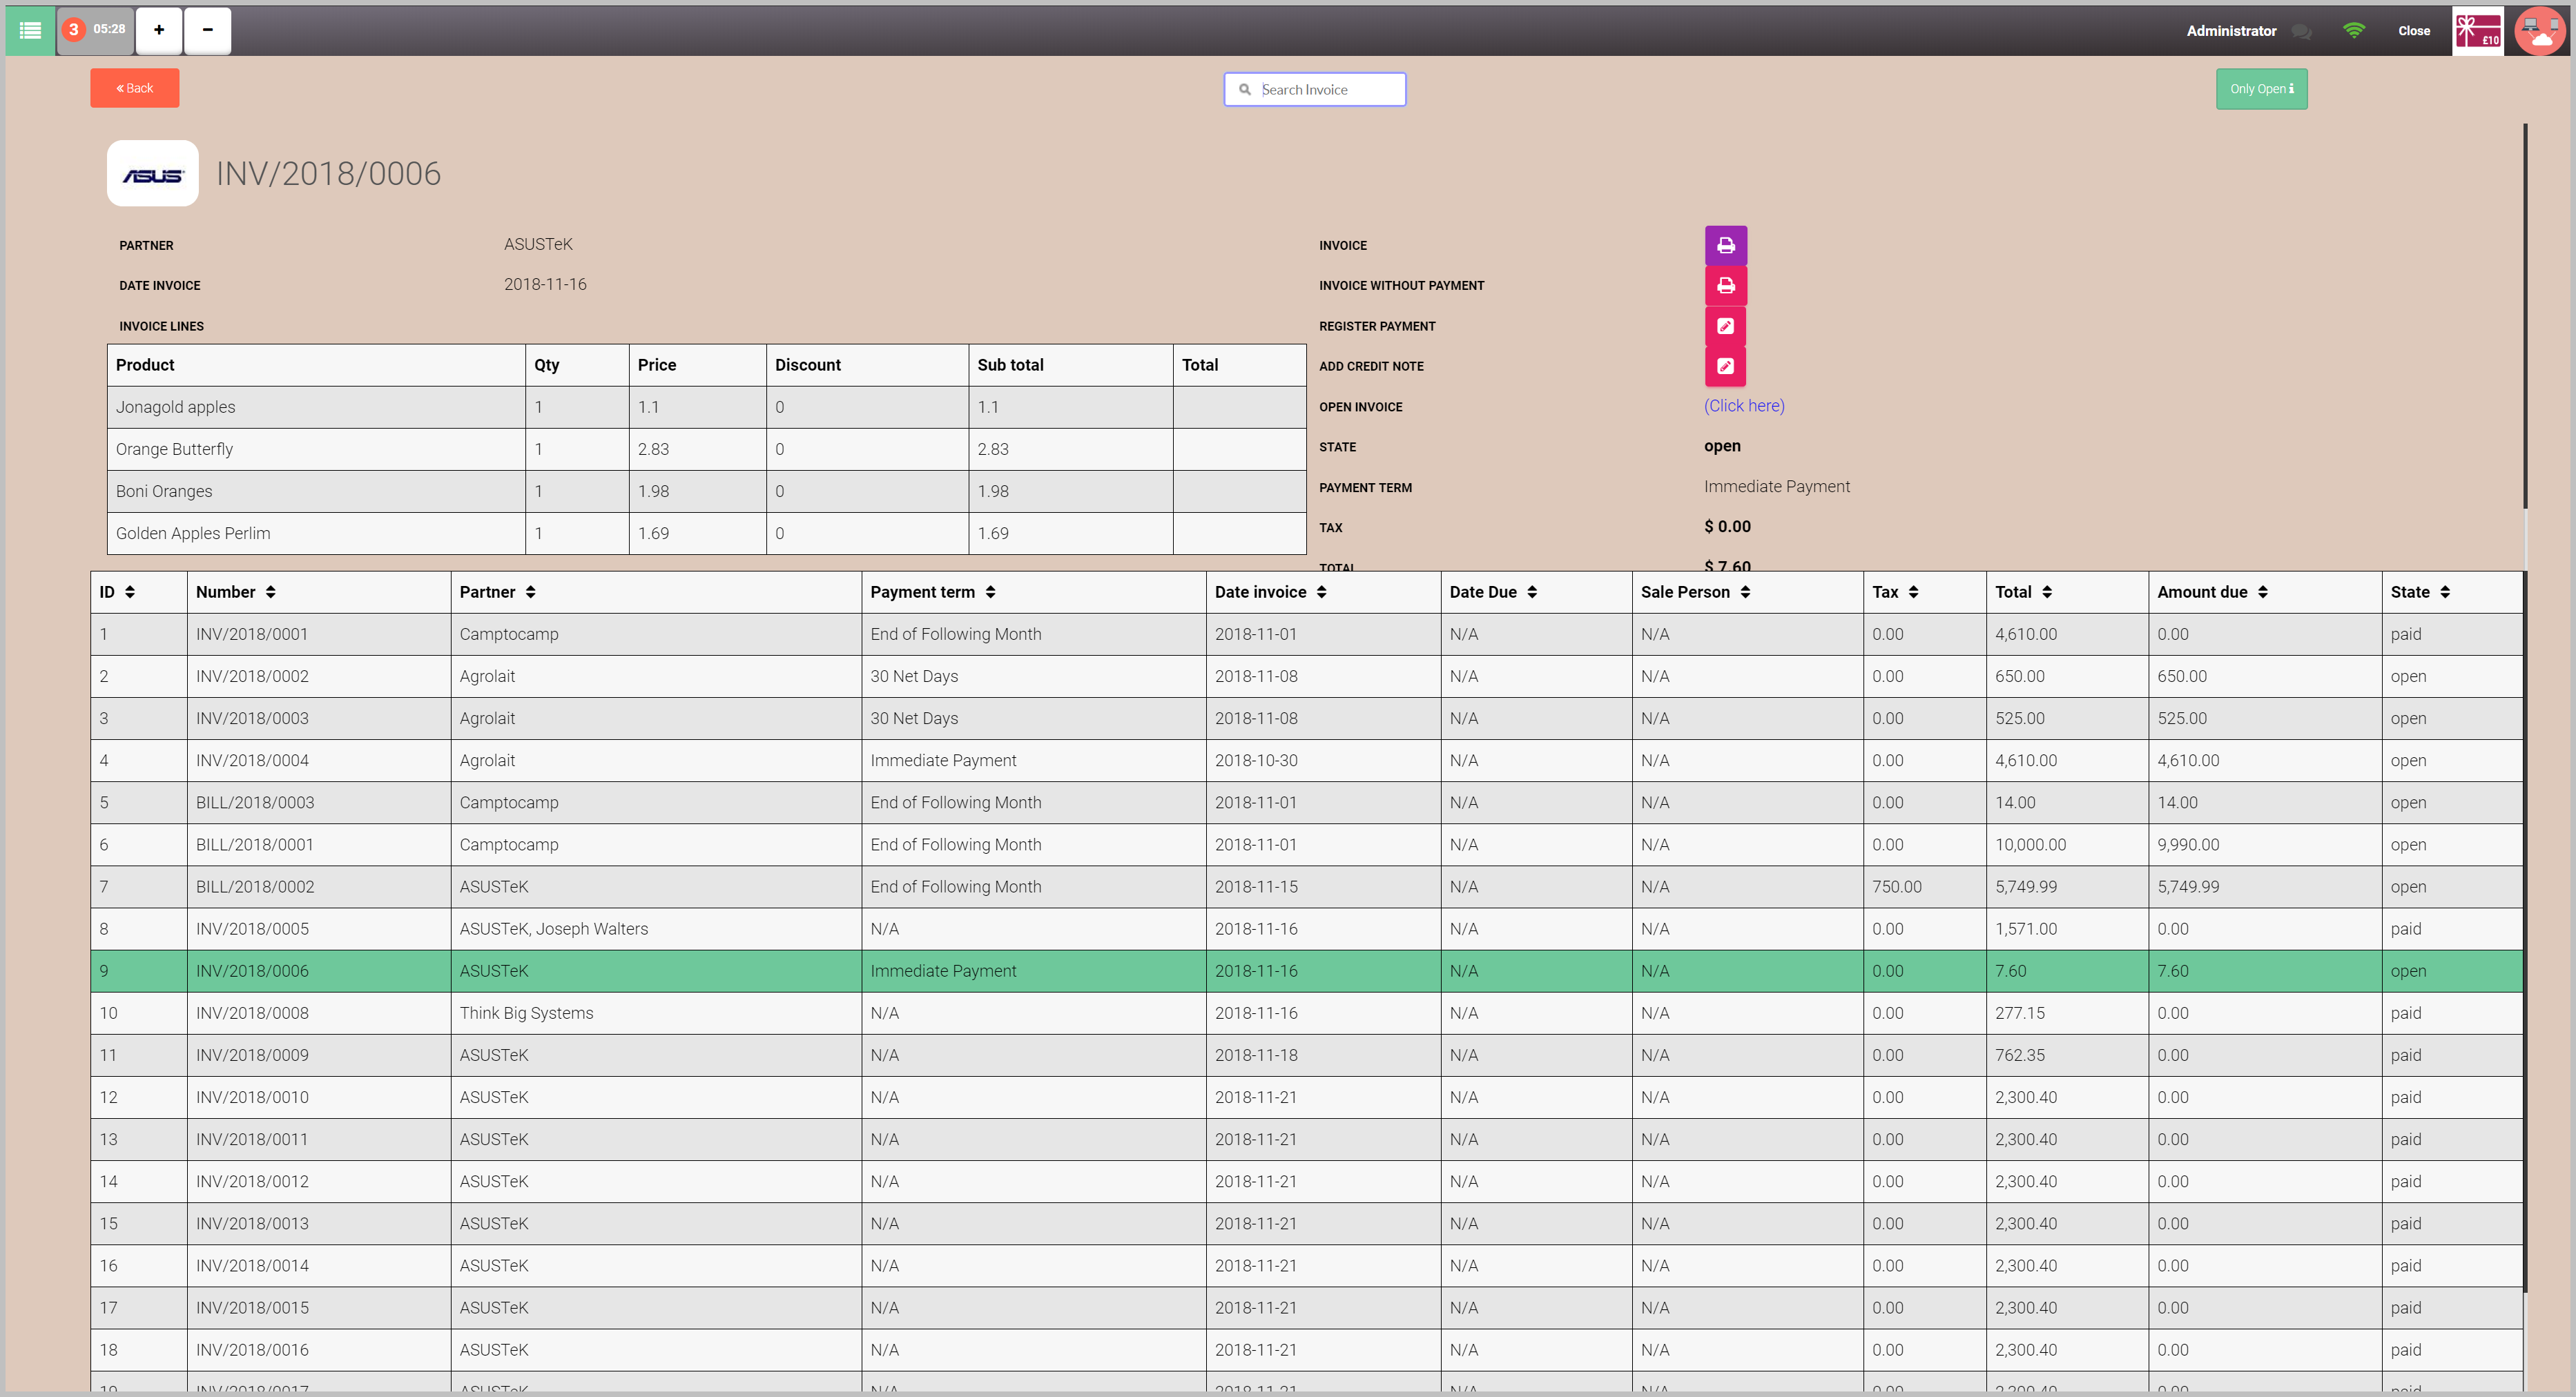 3 05:28 + − Administrator Close £10
« Back Search Invoice Only Open i
ASUS INV/2018/0006
PARTNER ASUSTeK
DATE INVOICE 2018-11-16
INVOICE LINES
Product Qty Price Discount Sub total Total
Jonagold apples 1 1.1 0 1.1
Orange Butterfly 1 2.83 0 2.83
Boni Oranges 1 1.98 0 1.98
Golden Apples Perlim 1 1.69 0 1.69
INVOICE
INVOICE WITHOUT PAYMENT
REGISTER PAYMENT
ADD CREDIT NOTE
OPEN INVOICE (Click here)
STATE open
PAYMENT TERM Immediate Payment
TAX $ 0.00
TOTAL $ 7.60
ID Number Partner Payment term Date invoice Date Due Sale Person Tax Total Amount due State
1 INV/2018/0001 Camptocamp End of Following Month 2018-11-01 N/A N/A 0.00 4,610.00 0.00 paid
2 INV/2018/0002 Agrolait 30 Net Days 2018-11-08 N/A N/A 0.00 650.00 650.00 open
3 INV/2018/0003 Agrolait 30 Net Days 2018-11-08 N/A N/A 0.00 525.00 525.00 open
4 INV/2018/0004 Agrolait Immediate Payment 2018-10-30 N/A N/A 0.00 4,610.00 4,610.00 open
5 BILL/2018/0003 Camptocamp End of Following Month 2018-11-01 N/A N/A 0.00 14.00 14.00 open
6 BILL/2018/0001 Camptocamp End of Following Month 2018-11-01 N/A N/A 0.00 10,000.00 9,990.00 open
7 BILL/2018/0002 ASUSTeK End of Following Month 2018-11-15 N/A N/A 750.00 5,749.99 5,749.99 open
8 INV/2018/0005 ASUSTeK, Joseph Walters N/A 2018-11-16 N/A N/A 0.00 1,571.00 0.00 paid
9 INV/2018/0006 ASUSTeK Immediate Payment 2018-11-16 N/A N/A 0.00 7.60 7.60 open
10 INV/2018/0008 Think Big Systems N/A 2018-11-16 N/A N/A 0.00 277.15 0.00 paid
11 INV/2018/0009 ASUSTeK N/A 2018-11-18 N/A N/A 0.00 762.35 0.00 paid
12 INV/2018/0010 ASUSTeK N/A 2018-11-21 N/A N/A 0.00 2,300.40 0.00 paid
13 INV/2018/0011 ASUSTeK N/A 2018-11-21 N/A N/A 0.00 2,300.40 0.00 paid
14 INV/2018/0012 ASUSTeK N/A 2018-11-21 N/A N/A 0.00 2,300.40 0.00 paid
15 INV/2018/0013 ASUSTeK N/A 2018-11-21 N/A N/A 0.00 2,300.40 0.00 paid
16 INV/2018/0014 ASUSTeK N/A 2018-11-21 N/A N/A 0.00 2,300.40 0.00 paid
17 INV/2018/0015 ASUSTeK N/A 2018-11-21 N/A N/A 0.00 2,300.40 0.00 paid
18 INV/2018/0016 ASUSTeK N/A 2018-11-21 N/A N/A 0.00 2,300.40 0.00 paid
19 INV/2018/0017 ASUSTeK N/A 2018-11-21 N/A N/A 0.00 2,300.40 0.00 paid